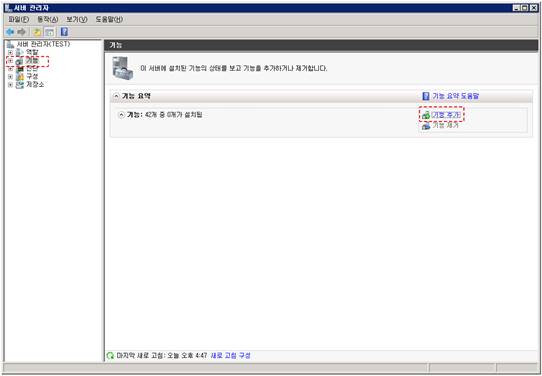 서버 관리자
파일(F) 동작(A) 보기(V) 도움말(H)
서버 관리자(TEST)
역할
기능
진단
구성
저장소
기능
이 서버에 설치된 기능의 상태를 보고 기능을 추가하거나 제거합니다.
기능 요약
기능 요약 도움말
기능: 42개 중 0개가 설치됨
기능 추가
기능 제거
마지막 새로 고침: 오늘 오후 4:47 새로 고침 구성